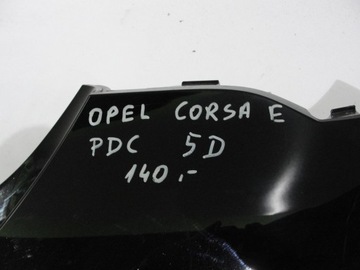 OPEL CORSA E
PDC 5D
140.-